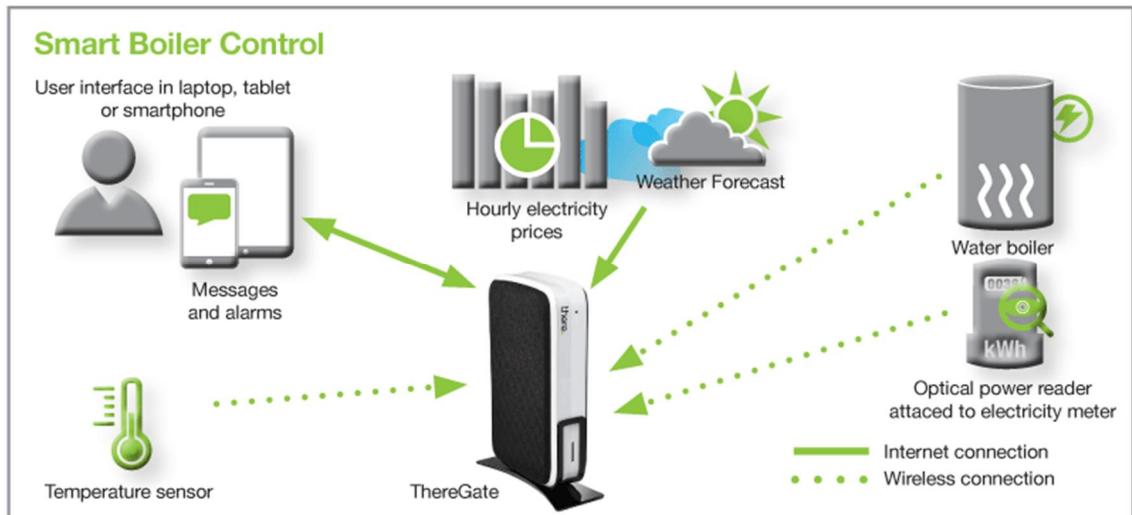 Smart Boiler Control
User interface in laptop, tablet
or smartphone
Messages
and alarms
Hourly electricity
prices
Weather Forecast
Water boiler
kWh
Optical power reader
attaced to electricity meter
there.
Temperature sensor
ThereGate
Internet connection
Wireless connection